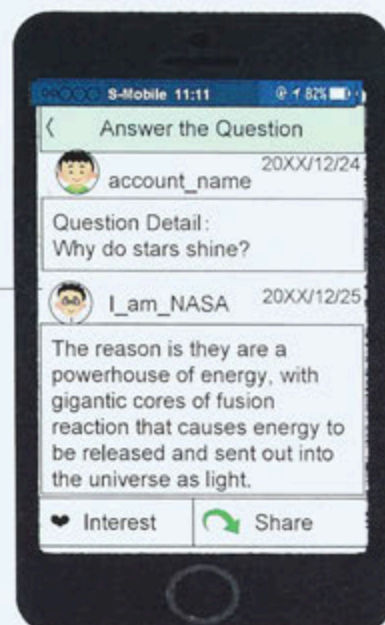 S-Mobile 11:11 82%
Answer the Question
20XX/12/24
account_name
Question Detail:
Why do stars shine?
I_am_NASA 20XX/12/25
The reason is they are a
powerhouse of energy, with
gigantic cores of fusion
reaction that causes energy to
be released and sent out into
the universe as light.
Interest Share